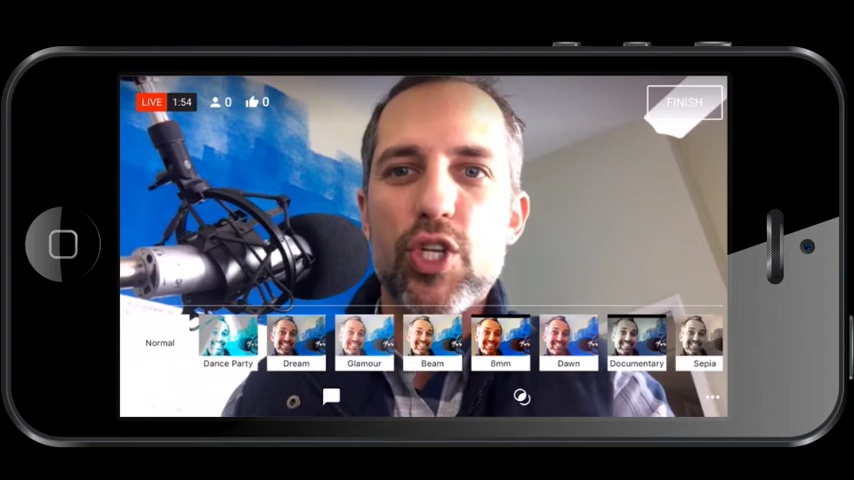 LIVE 1:54 0 0
FINISH
Normal
Dance Party
Dream
Glamour
Beam
8mm
Dawn
Documentary
Sepia